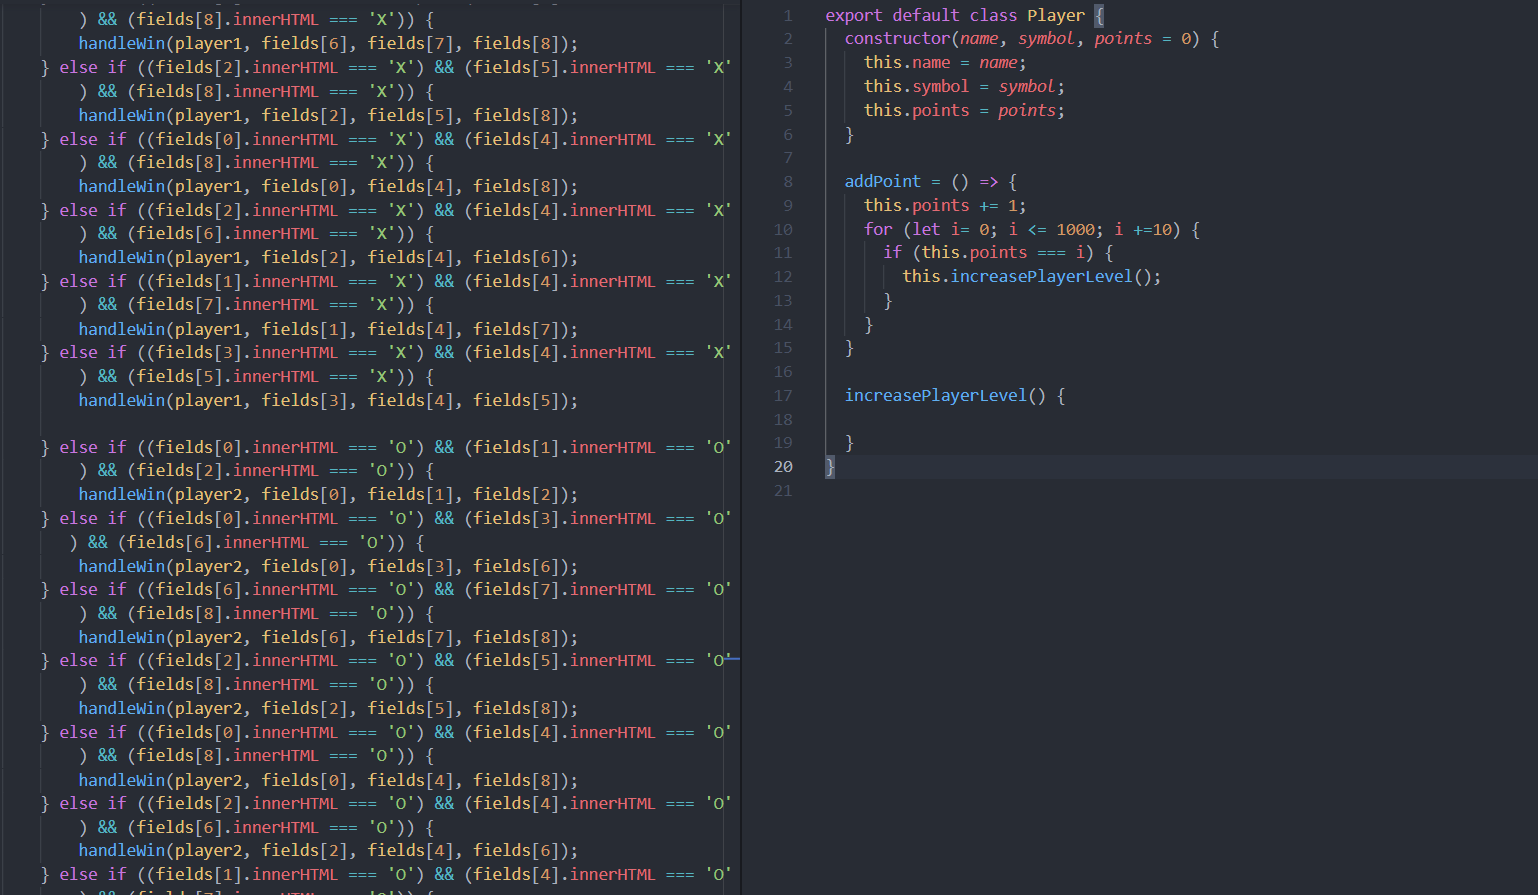 ) && (fields[8].innerHTML === 'X')) {
handleWin(player1, fields[6], fields[7], fields[8]);
} else if ((fields[2].innerHTML === 'X') && (fields[5].innerHTML === 'X'
) && (fields[8].innerHTML === 'X')) {
handleWin(player1, fields[2], fields[5], fields[8]);
} else if ((fields[0].innerHTML === 'X') && (fields[4].innerHTML === 'X'
) && (fields[8].innerHTML === 'X')) {
handleWin(player1, fields[0], fields[4], fields[8]);
} else if ((fields[2].innerHTML === 'X') && (fields[4].innerHTML === 'X'
) && (fields[6].innerHTML === 'X')) {
handleWin(player1, fields[2], fields[4], fields[6]);
} else if ((fields[1].innerHTML === 'X') && (fields[4].innerHTML === 'X'
) && (fields[7].innerHTML === 'X')) {
handleWin(player1, fields[1], fields[4], fields[7]);
} else if ((fields[3].innerHTML === 'X') && (fields[4].innerHTML === 'X'
) && (fields[5].innerHTML === 'X')) {
handleWin(player1, fields[3], fields[4], fields[5]);
} else if ((fields[0].innerHTML === 'O') && (fields[1].innerHTML === 'O'
) && (fields[2].innerHTML === 'O')) {
handleWin(player2, fields[0], fields[1], fields[2]);
} else if ((fields[0].innerHTML === 'O') && (fields[3].innerHTML === 'O'
) && (fields[6].innerHTML === 'O')) {
handleWin(player2, fields[0], fields[3], fields[6]);
} else if ((fields[6].innerHTML === 'O') && (fields[7].innerHTML === 'O'
) && (fields[8].innerHTML === 'O')) {
handleWin(player2, fields[6], fields[7], fields[8]);
} else if ((fields[2].innerHTML === 'O') && (fields[5].innerHTML === 'O'
) && (fields[8].innerHTML === 'O')) {
handleWin(player2, fields[2], fields[5], fields[8]);
} else if ((fields[0].innerHTML === 'O') && (fields[4].innerHTML === 'O'
) && (fields[8].innerHTML === 'O')) {
handleWin(player2, fields[0], fields[4], fields[8]);
} else if ((fields[2].innerHTML === 'O') && (fields[4].innerHTML === 'O'
) && (fields[6].innerHTML === 'O')) {
handleWin(player2, fields[2], fields[4], fields[6]);
} else if ((fields[1].innerHTML === 'O') && (fields[4].innerHTML === 'O'
1 export default class Player {
2 constructor(name, symbol, points = 0) {
3 this.name = name;
4 this.symbol = symbol;
5 this.points = points;
6 }
7
8 addPoint = () => {
9 this.points += 1;
10 for (let i= 0; i <= 1000; i +=10) {
11 if (this.points === i) {
12 this.increasePlayerLevel();
13 }
14 }
15 }
16
17 increasePlayerLevel() {
18
19 }
20 }
21